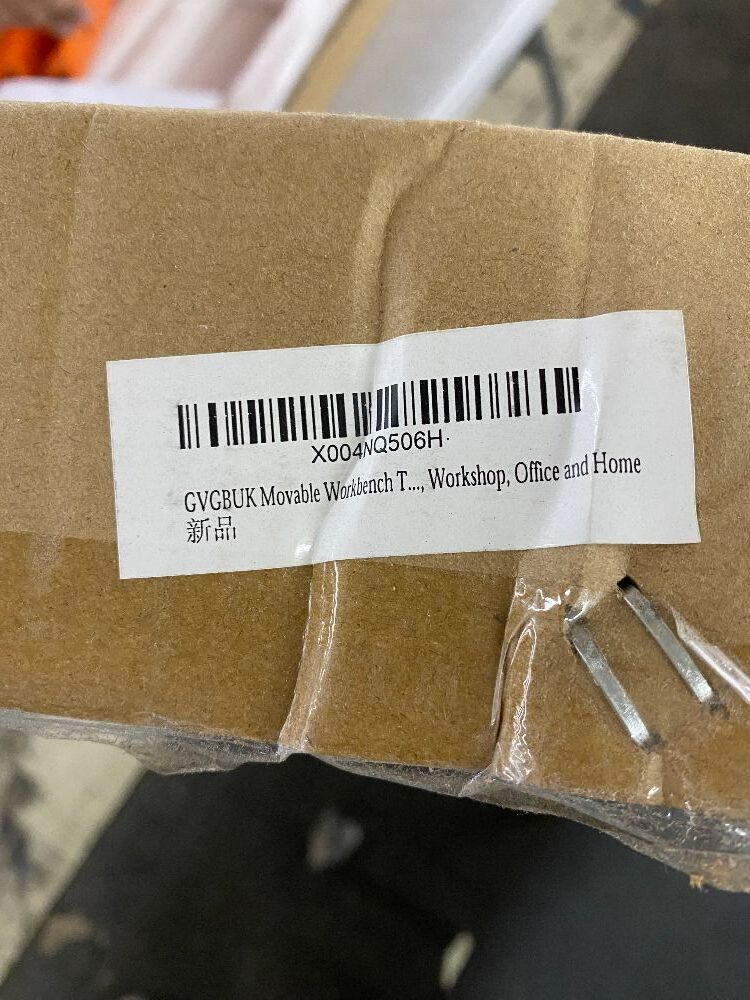 X004NQ506H
GVGBUK Movable Workbench T..., Workshop, Office and Home
新品